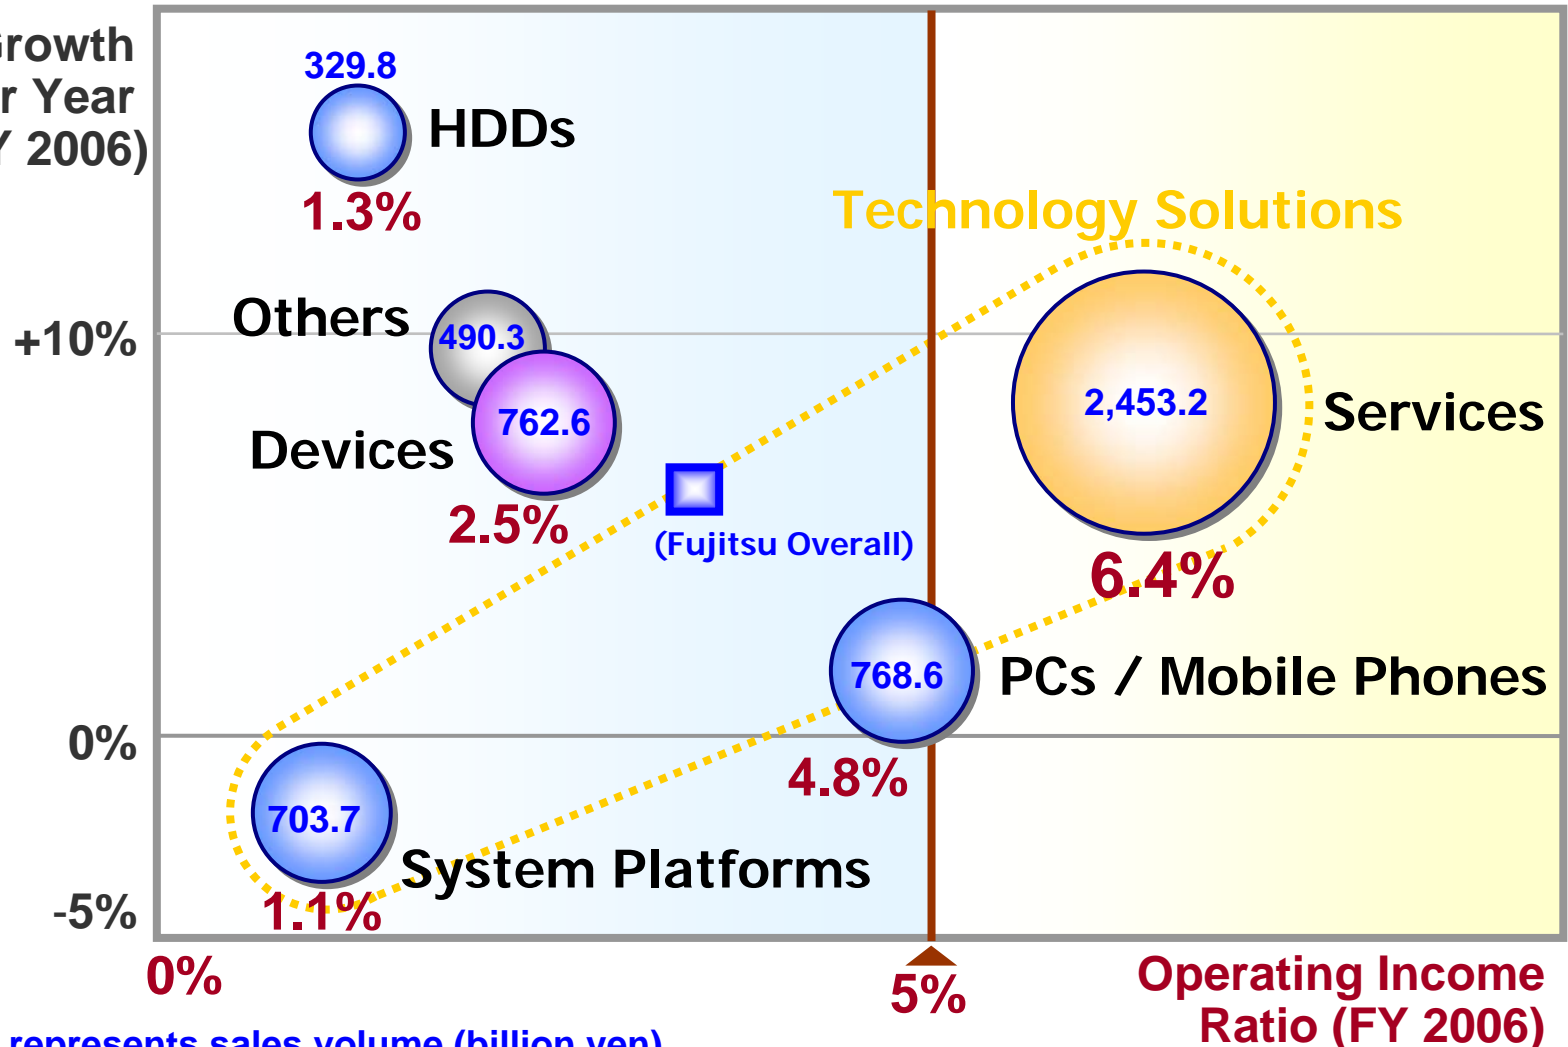 Growth
r Year
Y 2006)
329.8
HDDs
1.3%
Technology Solutions
Others
+10%
490.3
2,453.2
Services
762.6
Devices
2.5%
(Fujitsu Overall)
6.4%
768.6
PCs / Mobile Phones
0%
4.8%
703.7
System Platforms
1.1%
-5%
0%
5%
Operating Income
Ratio (FY 2006)
represents sales volume (billion yen)